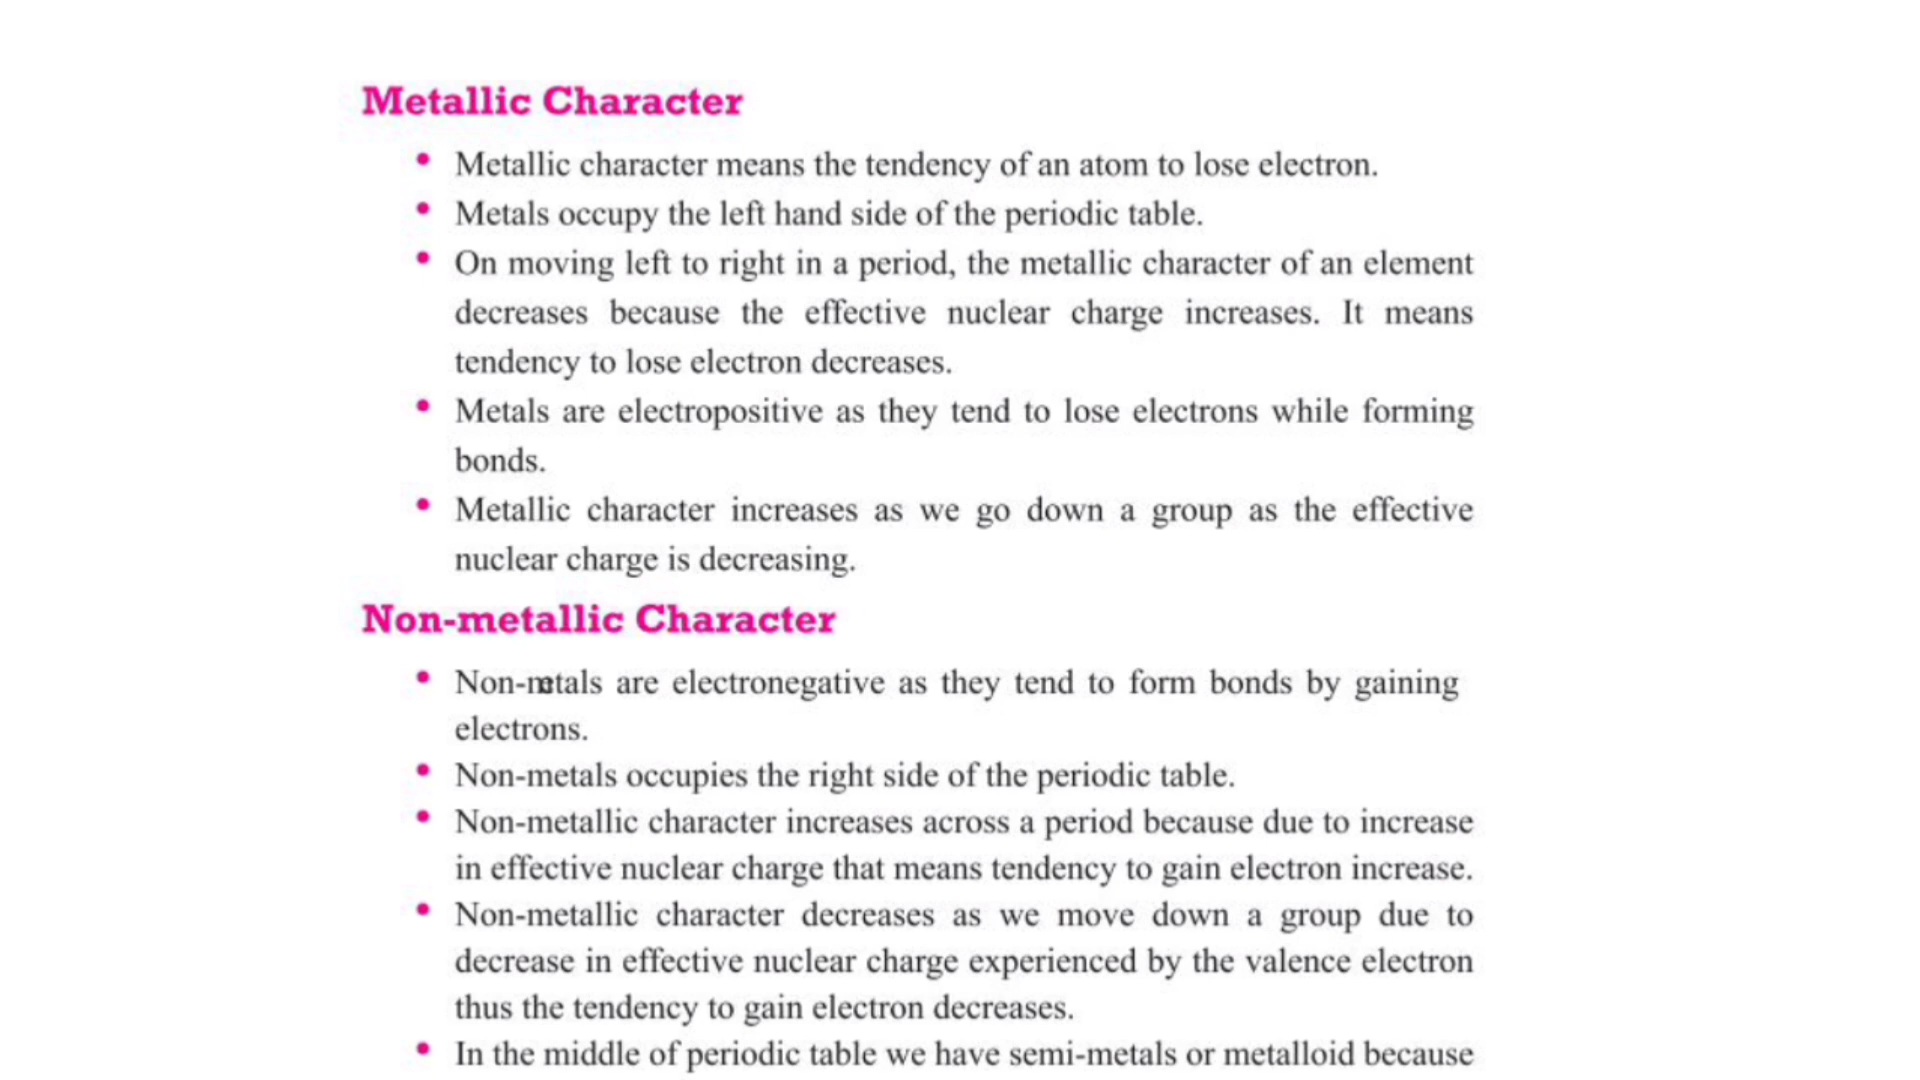 Metallic Character
• Metallic character means the tendency of an atom to lose electron.
• Metals occupy the left hand side of the periodic table.
• On moving left to right in a period, the metallic character of an element
decreases because the effective nuclear charge increases. It means
tendency to lose electron decreases.
• Metals are electropositive as they tend to lose electrons while forming
bonds.
• Metallic character increases as we go down a group as the effective
nuclear charge is decreasing.
Non-metallic Character
• Non-metals are electronegative as they tend to form bonds by gaining
electrons.
• Non-metals occupies the right side of the periodic table.
• Non-metallic character increases across a period because due to increase
in effective nuclear charge that means tendency to gain electron increase.
• Non-metallic character decreases as we move down a group due to
decrease in effective nuclear charge experienced by the valence electron
thus the tendency to gain electron decreases.
• In the middle of periodic table we have semi-metals or metalloid because